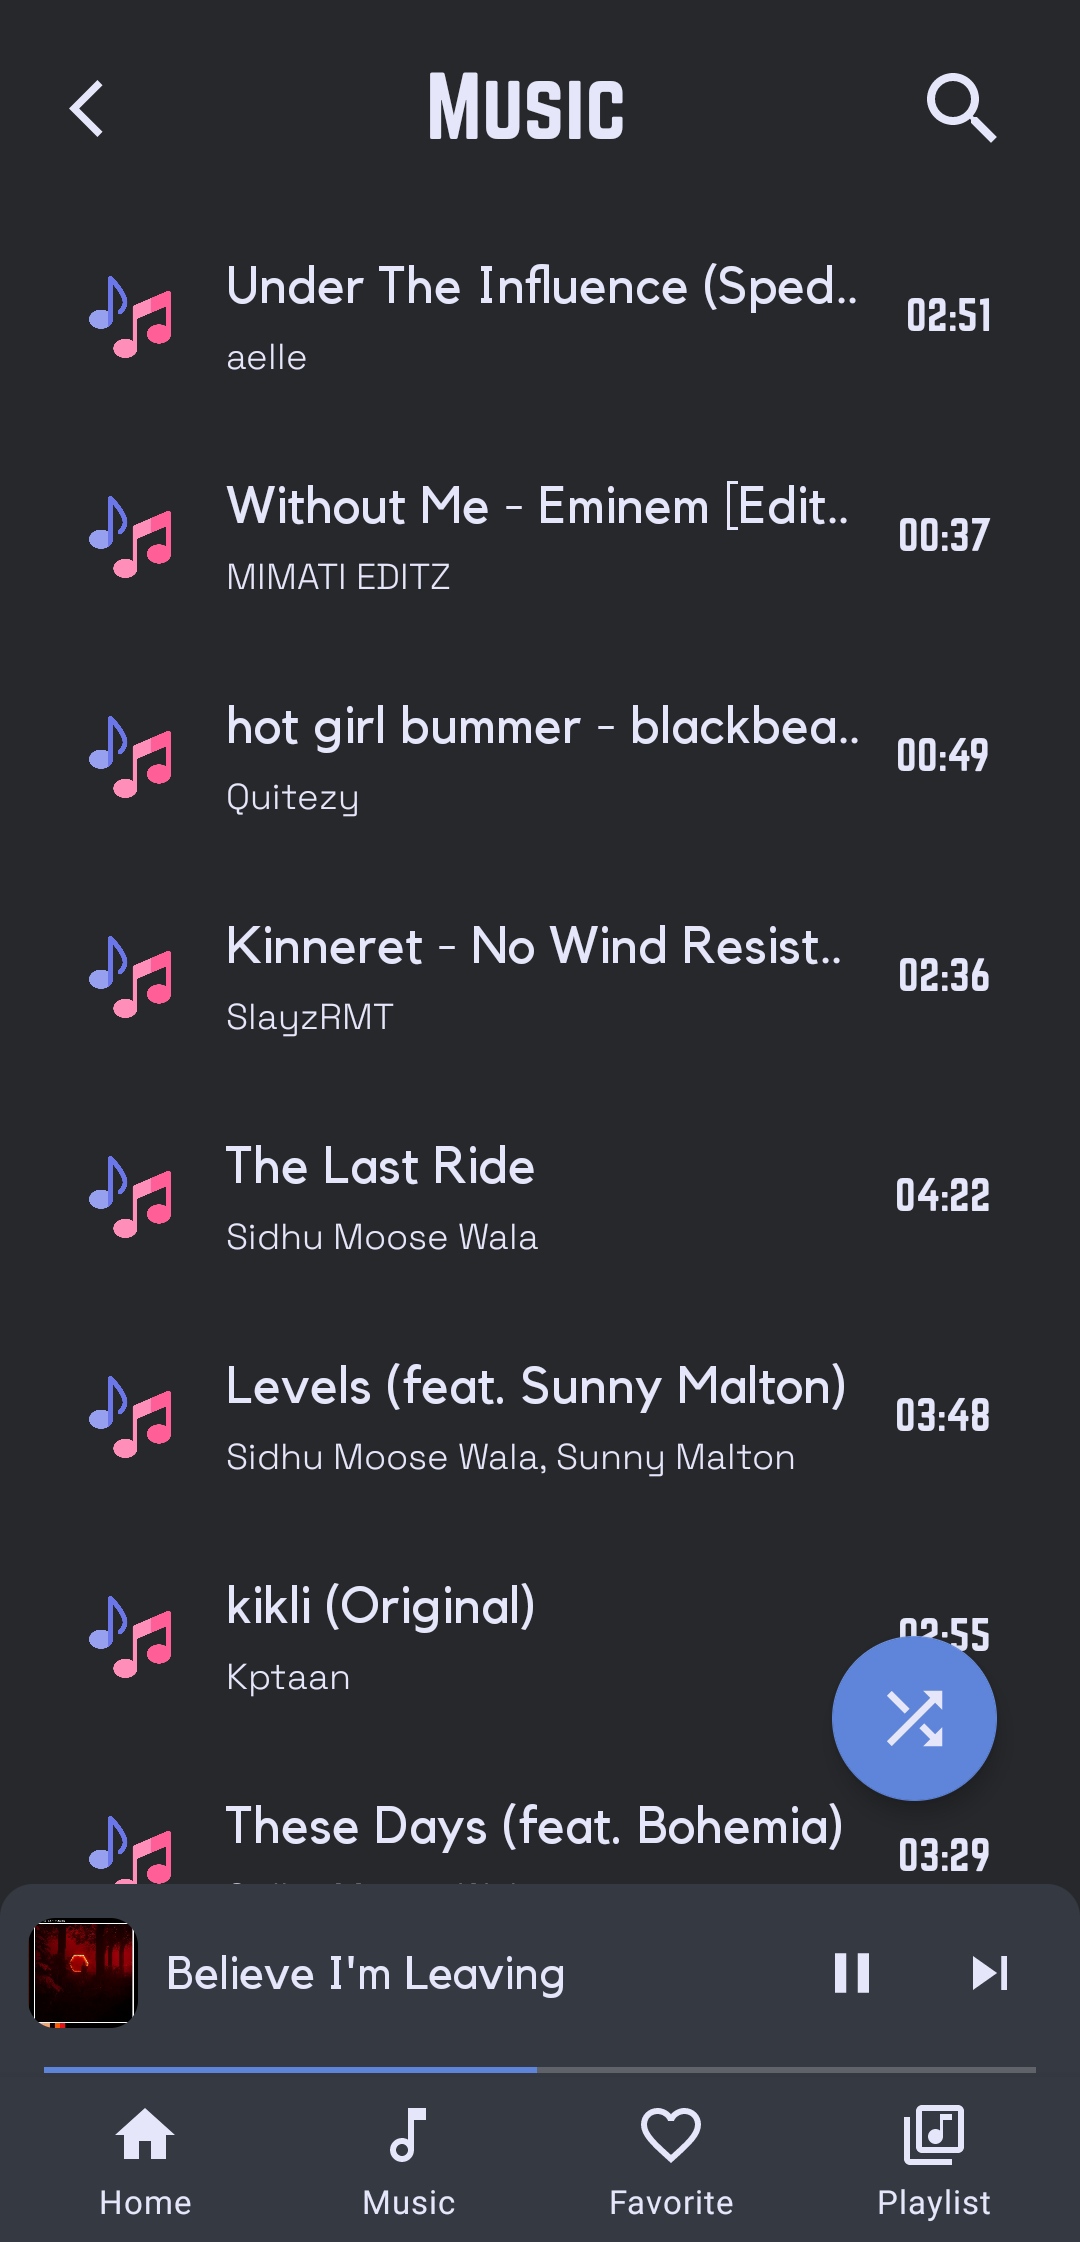 Music
Under The Influence (Sped..
02:51
aelle
Without Me - Eminem [Edit..
00:37
MIMATI EDITZ
hot girl bummer - blackbea..
00:49
Quitezy
Kinneret - No Wind Resist..
02:36
SlayzRMT
The Last Ride
04:22
Sidhu Moose Wala
Levels (feat. Sunny Malton)
03:48
Sidhu Moose Wala, Sunny Malton
kikli (Original)
02:55
Kptaan
These Days (feat. Bohemia)
03:29
Believe I'm Leaving
Home
Music
Favorite
Playlist